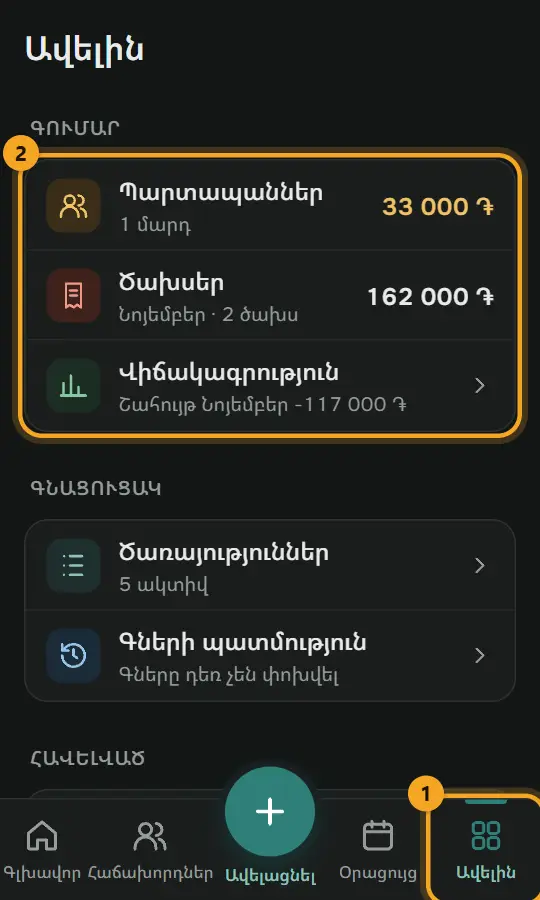 Ավելին
ԳՈՒՄԱՐ
2
Պարտապաններ
33 000 ֏
1 մարդ
Ծախսեր
162 000 ֏
Նոյեմբեր · 2 ծախս
Վիճակագրություն
Շահույթ Նոյեմբեր -117 000 ֏
ԳՆԱՑՈՒՑԱԿ
Ծառայություններ
5 ակտիվ
Գների պատմություն
Գները դեռ չեն փոխվել
ՀԱՎԵԼՎԱԾ
1
Գլխավոր Հաճախորդներ Ավելացնել Օրացույց Ավելին